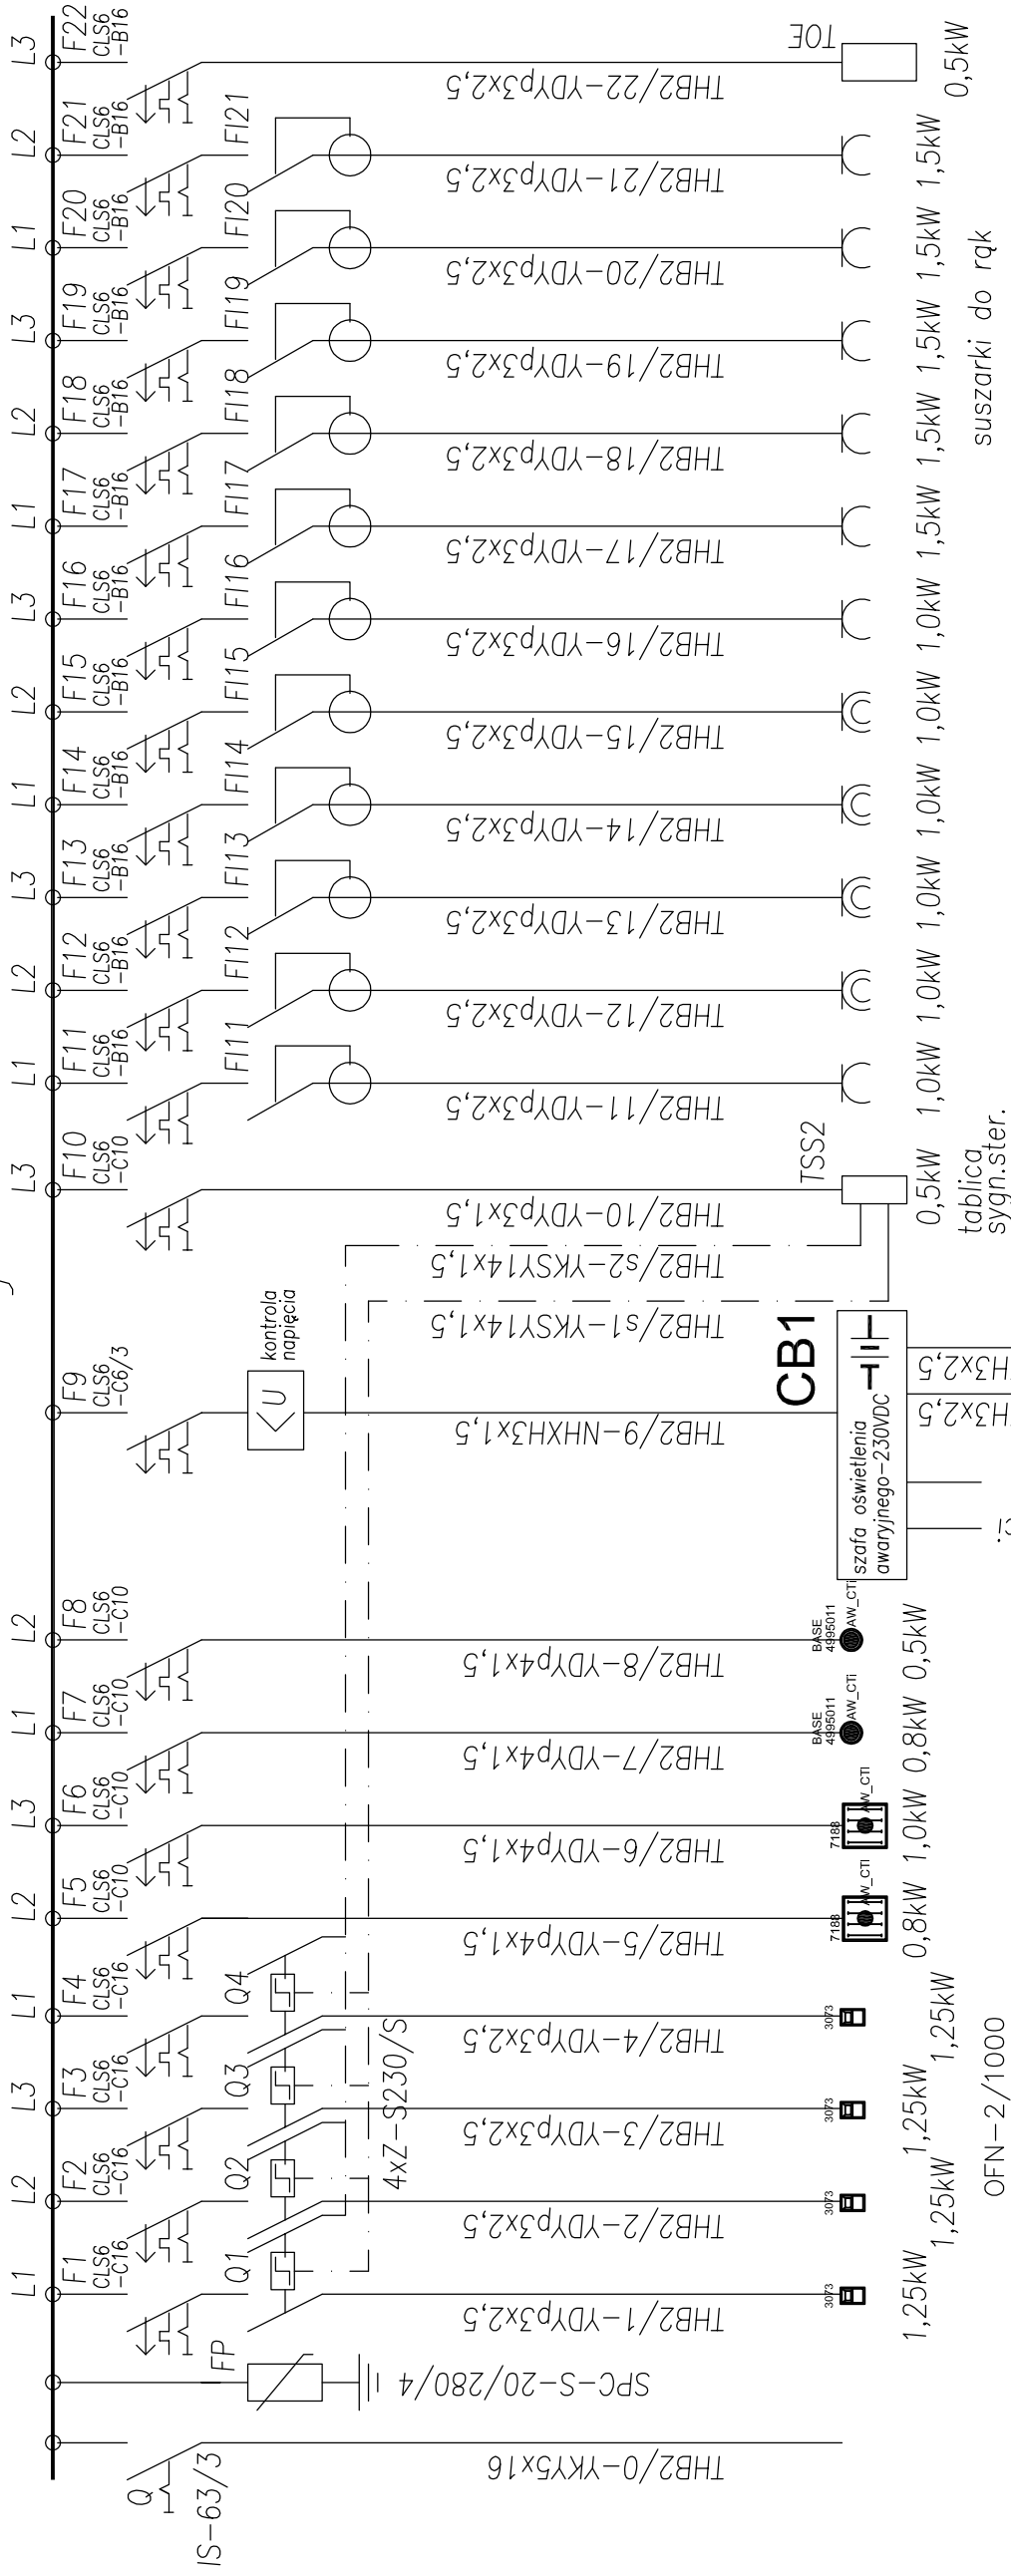 Q
IS-63/3
THB2/0-YKY5x16
FP
SPC-S-20/280/4
L1
F1
CLS6
-C16
Q1
THB2/1-YDYp3x2,5
3073
1,25kW
L2
F2
CLS6
-C16
Q2
THB2/2-YDYp3x2,5
3073
1,25kW
L3
F3
CLS6
-C16
Q3
THB2/3-YDYp3x2,5
3073
1,25kW
L1
F4
CLS6
-C16
Q4
THB2/4-YDYp3x2,5
3073
1,25kW
4xZ-S230/S
OFN-2/1000
L2
F5
CLS6
-C10
THB2/5-YDYp4x1,5
7188
AW_CTI
0,8kW
L3
F6
CLS6
-C10
THB2/6-YDYp4x1,5
7188
AW_CTI
1,0kW
L1
F7
CLS6
-C10
THB2/7-YDYp4x1,5
BASE
4995011
AW_CTi
0,8kW
L2
F8
CLS6
-C10
THB2/8-YDYp4x1,5
BASE
4995011
AW_CTi
0,5kW
F9
CLS6
-C6/3
U
kontrola
napięcia
THB2/9-NHXH3x1,5
CB1
szafa oświetlenia
awaryjnego-230VDC
H3x2,5
H3x2,5
THB2/s1-YKSY14x1,5
THB2/s2-YKSY14x1,5
L3
F10
CLS6
-C10
THB2/10-YDYp3x1,5
TSS2
0,5kW
tablica
sygn.ster.
L1
F11
CLS6
-B16
FI11
THB2/11-YDYp3x2,5
1,0kW
L2
F12
CLS6
-B16
FI12
THB2/12-YDYp3x2,5
1,0kW
L3
F13
CLS6
-B16
FI13
THB2/13-YDYp3x2,5
1,0kW
L1
F14
CLS6
-B16
FI14
THB2/14-YDYp3x2,5
1,0kW
L2
F15
CLS6
-B16
FI15
THB2/15-YDYp3x2,5
1,0kW
L3
F16
CLS6
-B16
FI16
THB2/16-YDYp3x2,5
1,0kW
L1
F17
CLS6
-B16
FI17
THB2/17-YDYp3x2,5
1,5kW
L2
F18
CLS6
-B16
FI18
THB2/18-YDYp3x2,5
1,5kW
L3
F19
CLS6
-B16
FI19
THB2/19-YDYp3x2,5
1,5kW
L1
F20
CLS6
-B16
FI20
THB2/20-YDYp3x2,5
1,5kW
L2
F21
CLS6
-B16
FI21
THB2/21-YDYp3x2,5
1,5kW
suszarki do rąk
L3
F22
CLS6
-B16
THB2/22-YDYp3x2,5
TOE
0,5kW